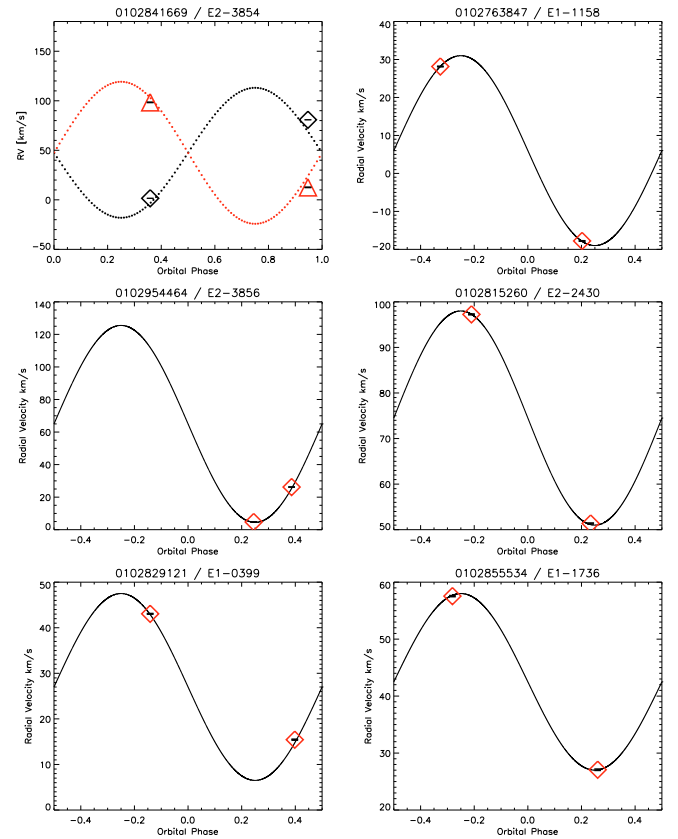 0102841669 / E2-3854
RV [km/s]
150
100
50
0
−50
0.0 0.2 0.4 0.6 0.8 1.0
Orbital Phase
0102763847 / E1-1158
Radial Velocity km/s
40
30
20
10
0
−10
−20
−0.4 −0.2 0.0 0.2 0.4
Orbital Phase
0102954464 / E2-3856
Radial Velocity km/s
140
120
100
80
60
40
20
0
−0.4 −0.2 0.0 0.2 0.4
Orbital Phase
0102815260 / E2-2430
Radial Velocity km/s
100
90
80
70
60
50
−0.4 −0.2 0.0 0.2 0.4
Orbital Phase
0102829121 / E1-0399
Radial Velocity km/s
50
40
30
20
10
0
−0.4 −0.2 0.0 0.2 0.4
Orbital Phase
0102855534 / E1-1736
Radial Velocity km/s
60
50
40
30
20
−0.4 −0.2 0.0 0.2 0.4
Orbital Phase